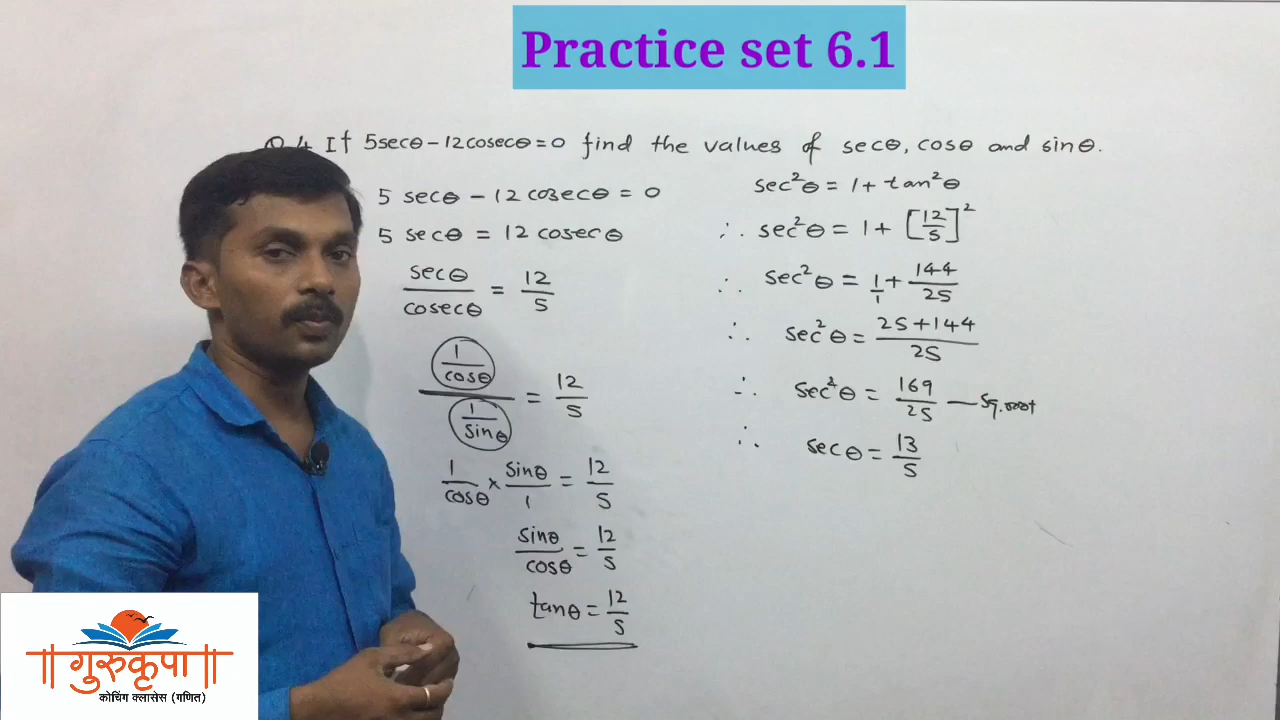 Practice set 6.1
Q.4 If 5secθ-12cosecθ=0 find the values of secθ, cosθ and sinθ.
5 secθ - 12 cosecθ = 0
5 secθ = 12 cosecθ
secθ/cosecθ = 12/5
(1/cosθ)/(1/sinθ) = 12/5
1/cosθ × sinθ/1 = 12/5
sinθ/cosθ = 12/5
tanθ = 12/5
sec²θ = 1 + tan²θ
∴ sec²θ = 1 + [12/5]²
∴ sec²θ = 1/1 + 144/25
∴ sec²θ = 25+144/25
∴ sec²θ = 169/25 — sq.root
∴ secθ = 13/5
॥ गुरुकृपा ॥
कोचिंग क्लासेस (गणित)